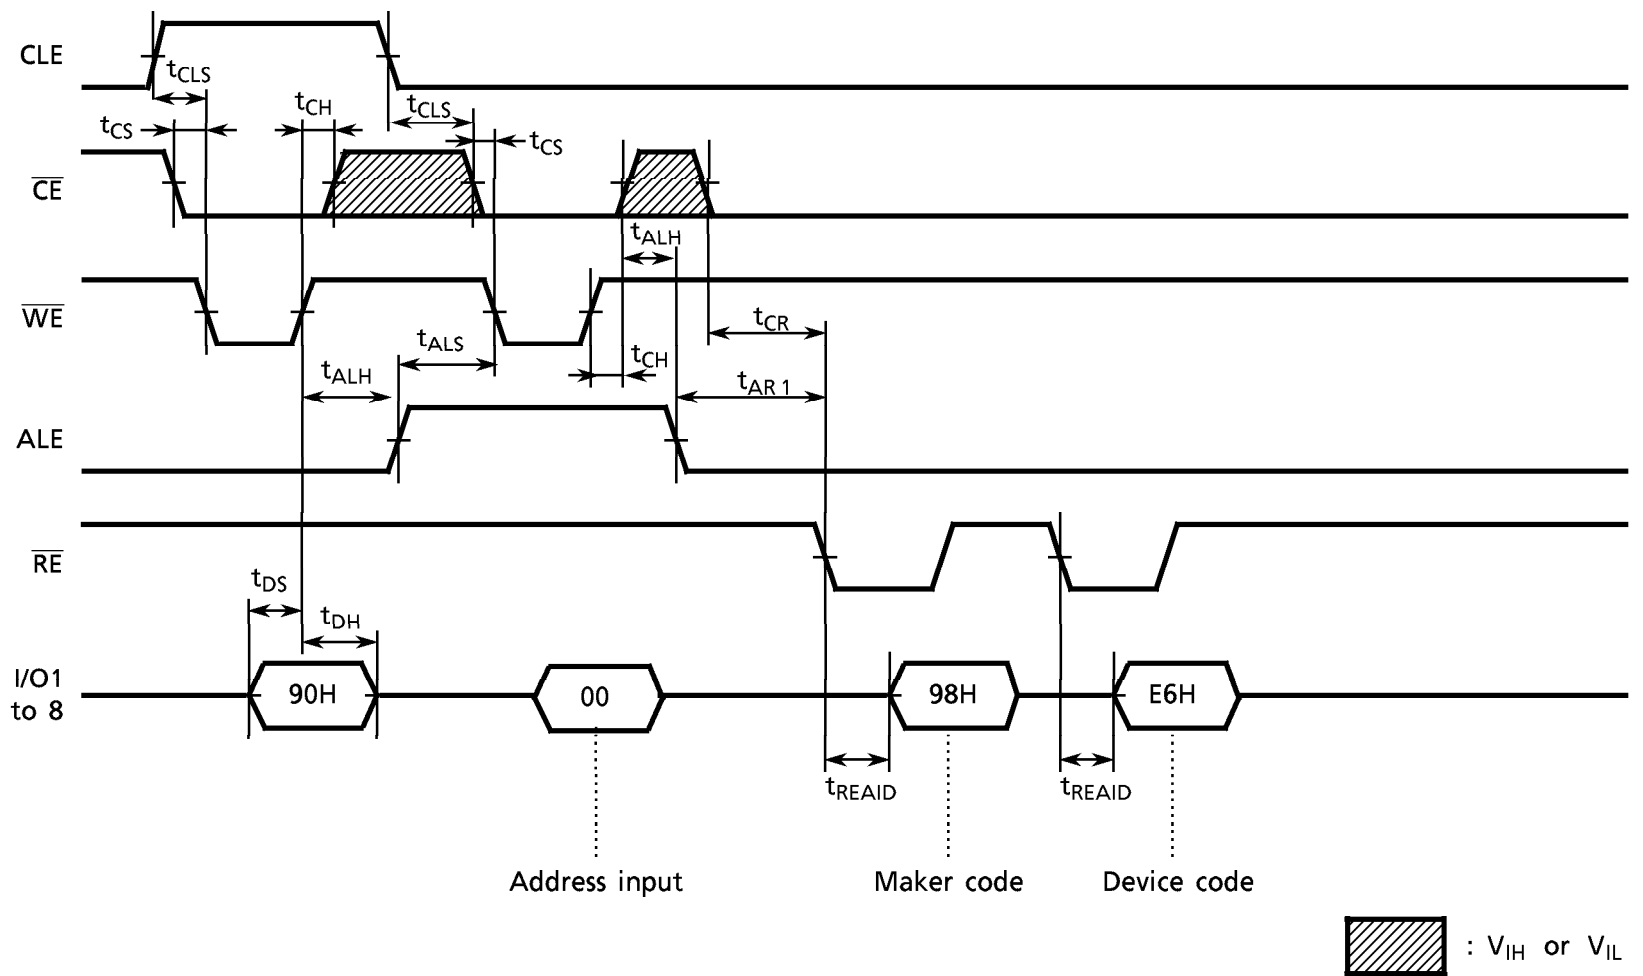 CLE
tCLS
tCH
tCLS
tCS
tCS
CE
tALH
WE
tCR
tALS
tCH
tALH
tAR 1
ALE
RE
tDS
tDH
I/O1
to 8
90H
00
98H
E6H
tREAID
tREAID
Address input
Maker code
Device code
: VIH or VIL